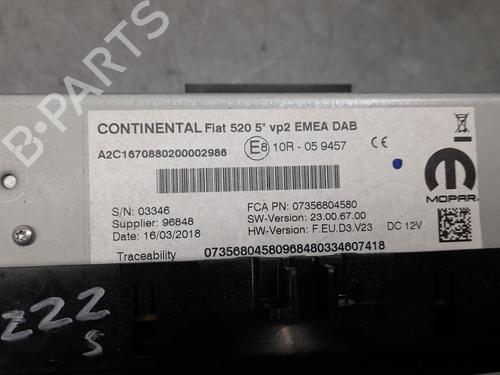 CONTINENTAL Fiat 520 5" vp2 EMEA DAB
A2C1670880200002986
E8 10R - 05 9457
S/N: 03346
Supplier: 96848
Date: 16/03/2018
FCA PN: 07356804580
SW-Version: 23.00.67.00
HW-Version: F.EU.D3.V23
DC 12V
MOPAR
Traceability 07356804580968480334607418
Z22
S
B-PARTS